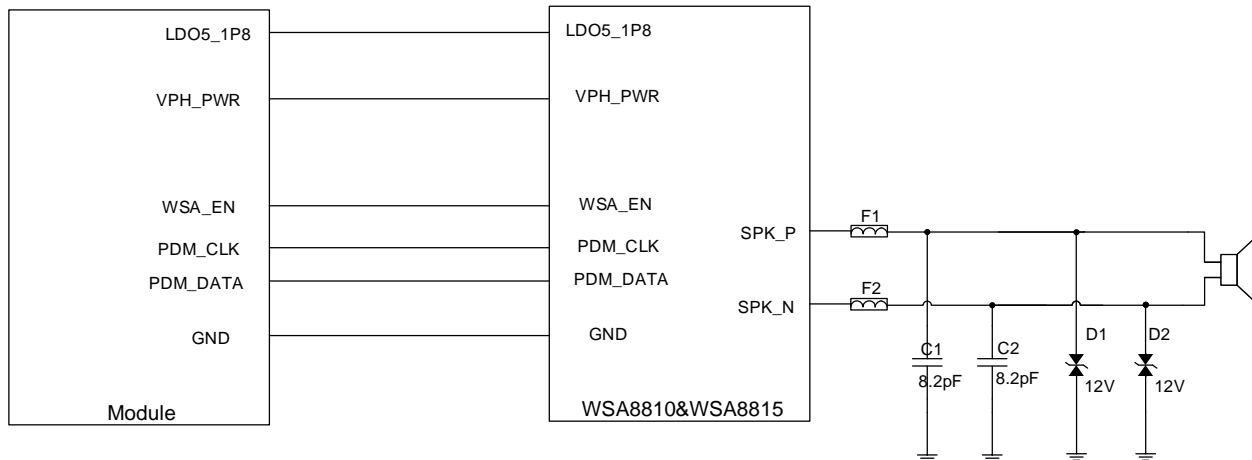 LDO5_1P8
VPH_PWR
WSA_EN
PDM_CLK
PDM_DATA
GND
Module
LDO5_1P8
VPH_PWR
WSA_EN
PDM_CLK
PDM_DATA
GND
SPK_P
SPK_N
WSA8810&WSA8815
F1
F2
C1
8.2pF
C2
8.2pF
D1
12V
D2
12V